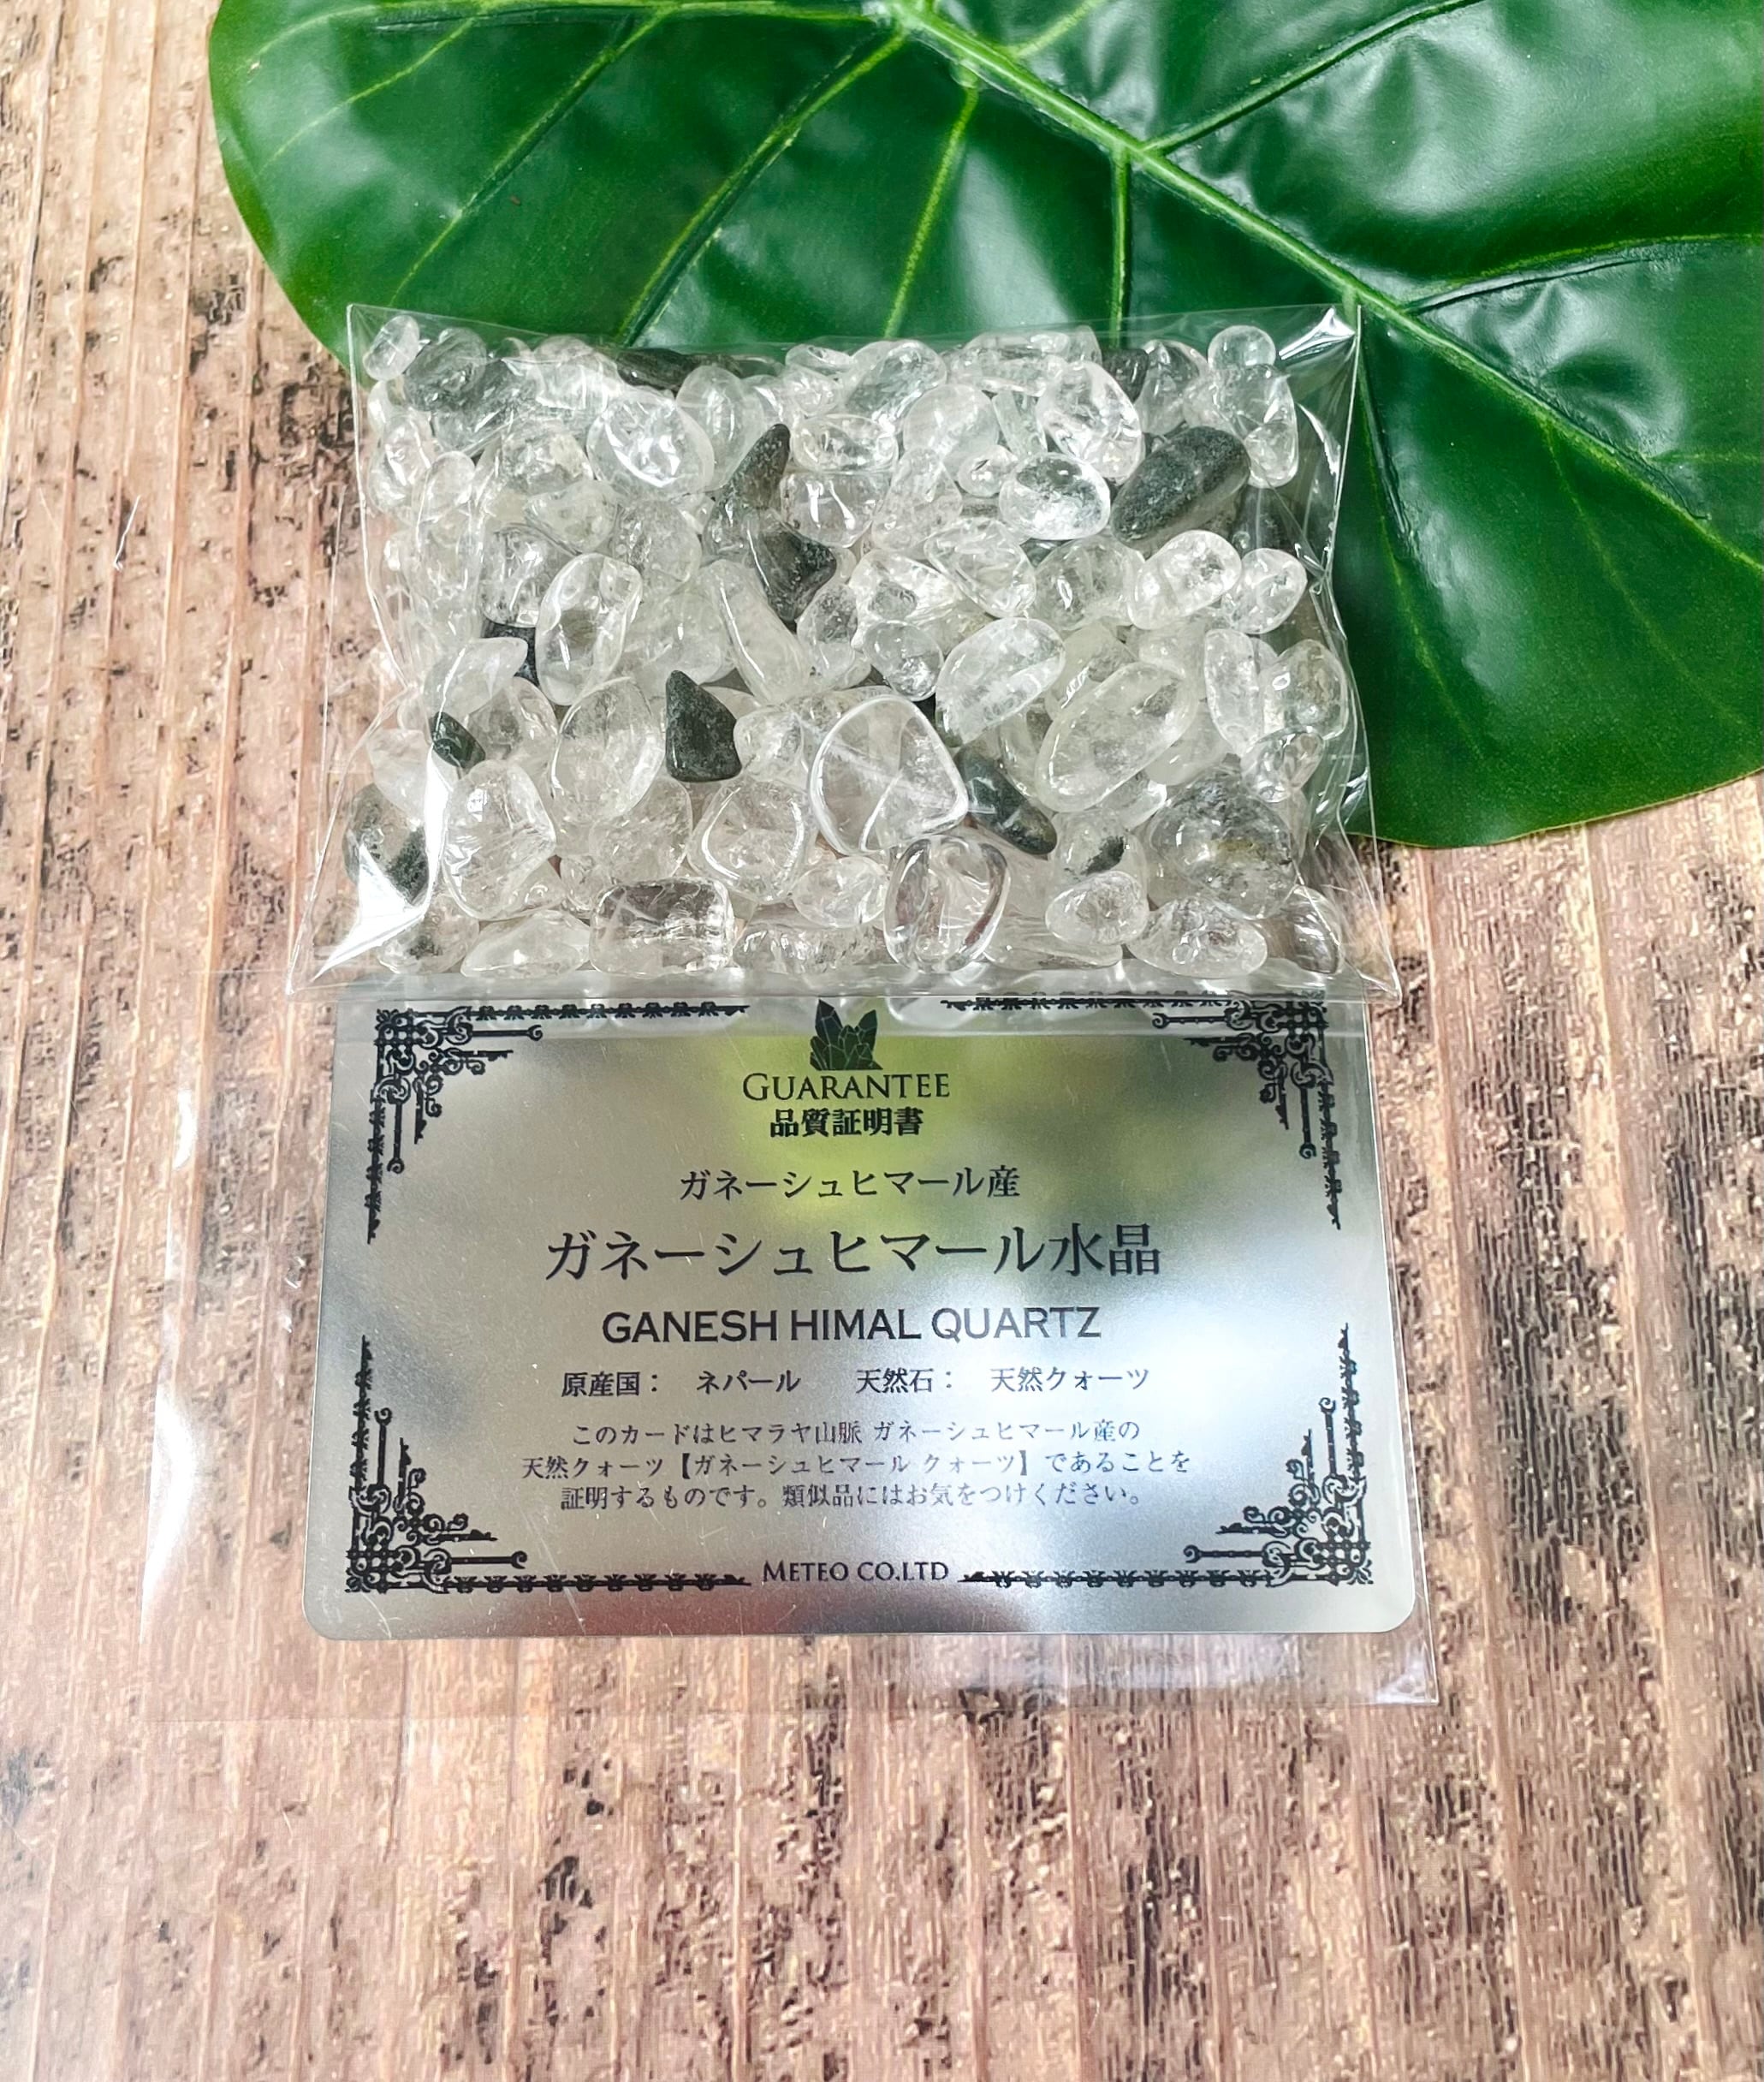 GUARANTEE
品質証明書
ガネーシュヒマール産
ガネーシュヒマール水晶
GANESH HIMAL QUARTZ
原産国： ネパール 天然石： 天然クォーツ
このカードはヒマラヤ山脈 ガネーシュヒマール産の
天然クォーツ【ガネーシュヒマール クォーツ】であることを
証明するものです。類似品にはお気をつけください。
METEO CO.LTD